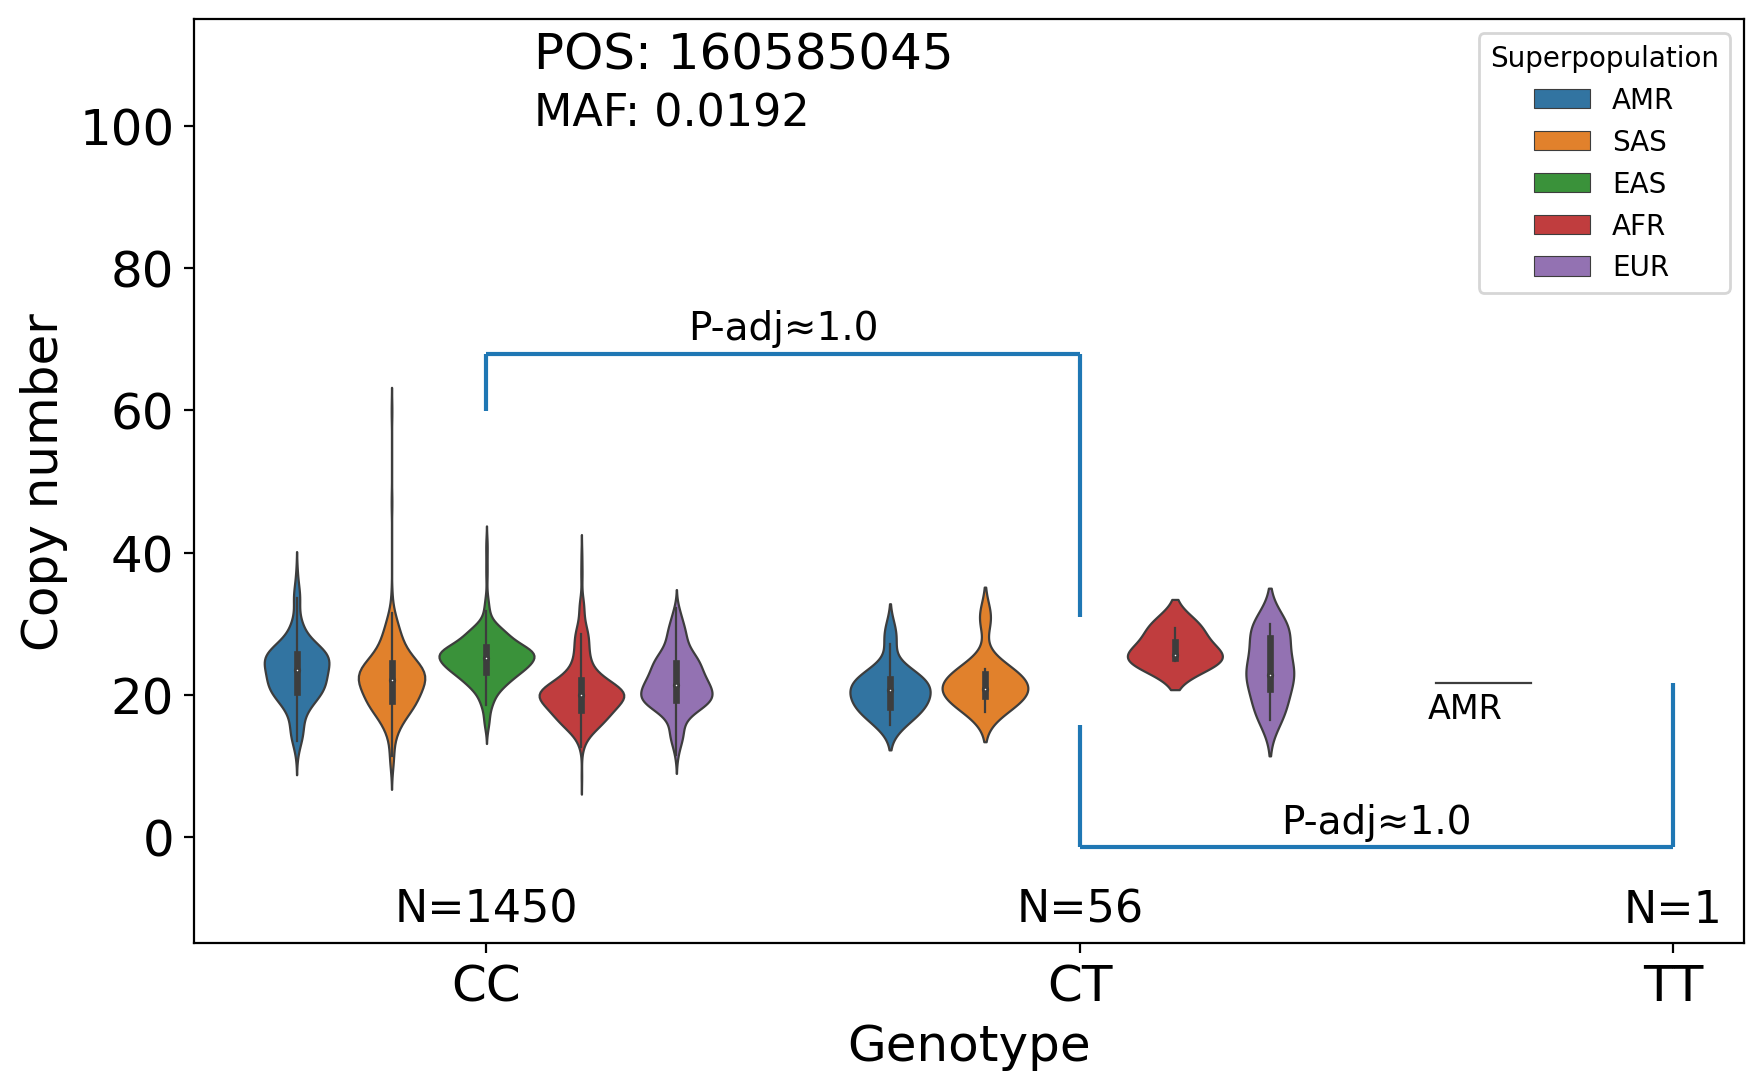 POS: 160585045
MAF: 0.0192
Superpopulation
AMR
SAS
EAS
AFR
EUR
100
80
60
40
20
0
Copy number
P-adj≈1.0
AMR
P-adj≈1.0
N=1450
N=56
N=1
CC
CT
TT
Genotype